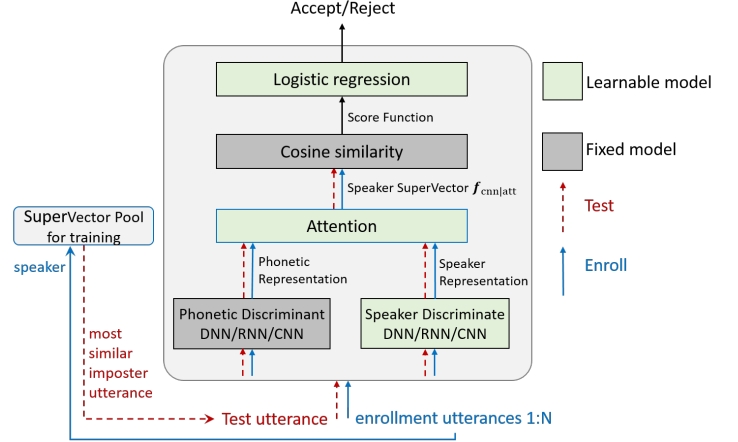 Accept/Reject
Logistic regression
Learnable model
Score Function
Cosine similarity
Fixed model
Speaker SuperVector f cnn|att
Test
SuperVector Pool
for training
Attention
speaker
Phonetic
Representation
Speaker
Representation
Enroll
Phonetic Discriminant
DNN/RNN/CNN
Speaker Discriminate
DNN/RNN/CNN
most
similar
imposter
utterance
Test utterance
enrollment utterances 1:N